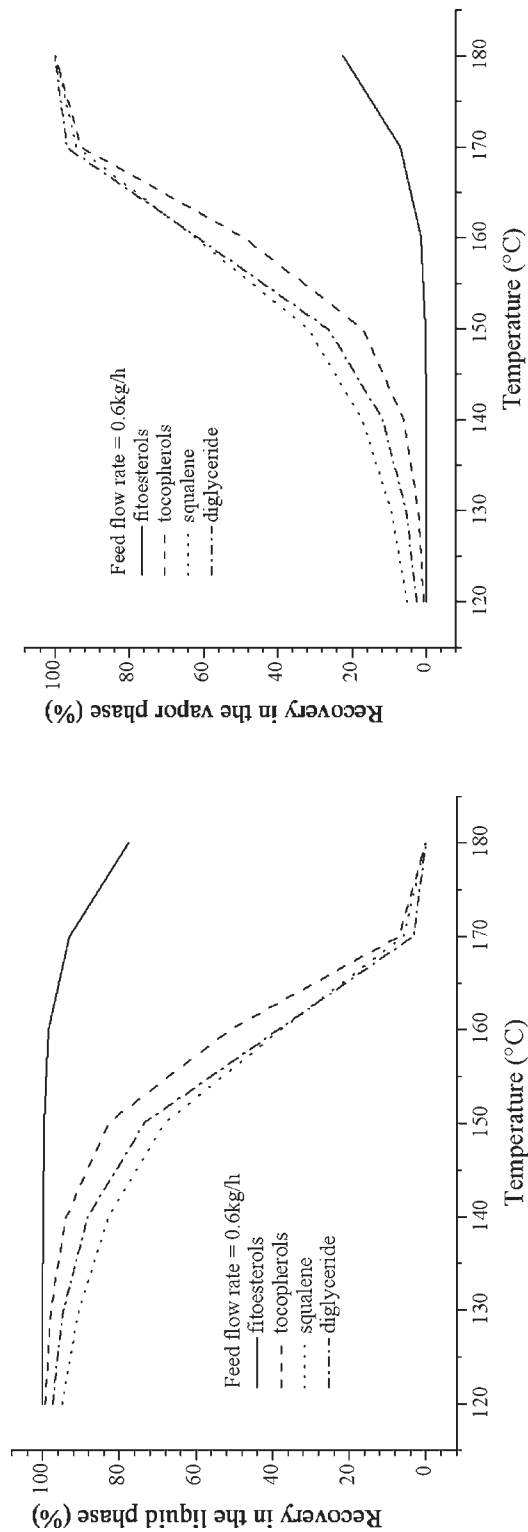 Recovery in the liquid phase (%)
100
80
60
40
20
0
Feed flow rate = 0.6kg/h
fitoesterols
tocopherols
squalene
diglyceride
120 130 140 150 160 170 180
Temperature (°C)
Recovery in the vapor phase (%)
100
80
60
40
20
0
Feed flow rate = 0.6kg/h
fitoesterols
tocopherols
squalene
diglyceride
120 130 140 150 160 170 180
Temperature (°C)